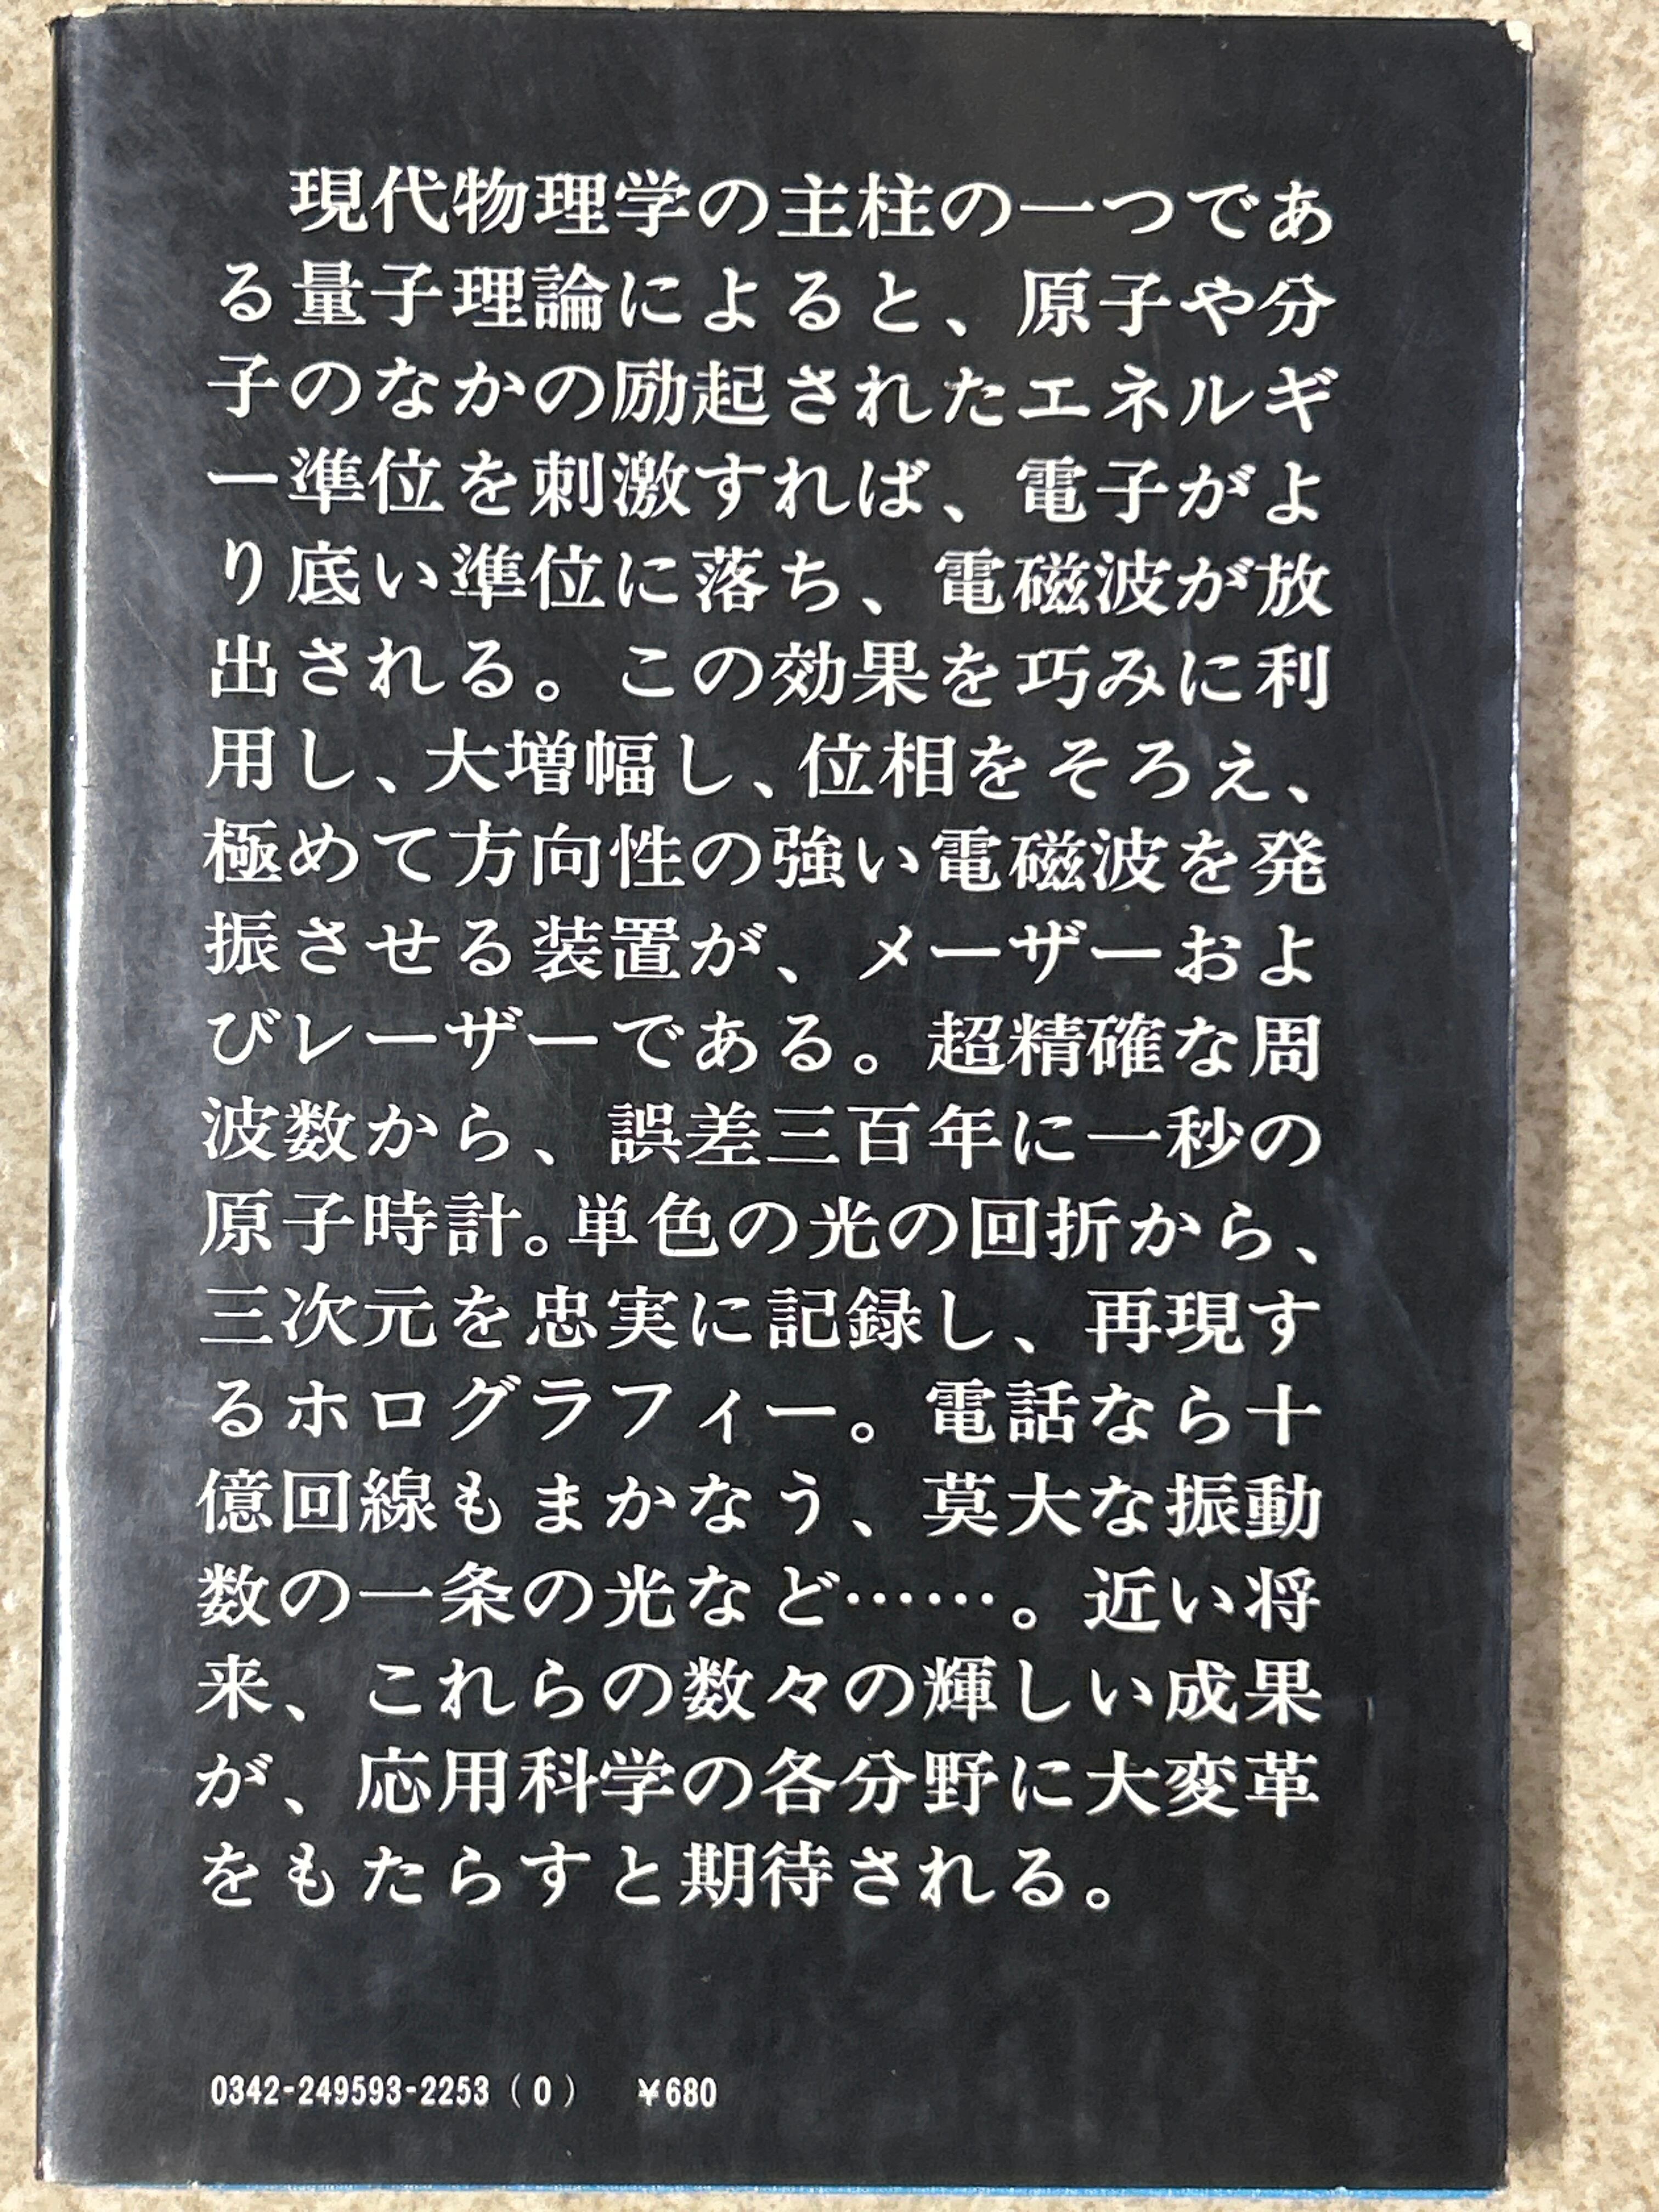 現代物理学の主柱の一つであ
る量子理論によると、原子や分
子のなかの励起されたエネルギ
ー準位を刺激すれば、電子がよ
り底い準位に落ち、電磁波が放
出される。この効果を巧みに利
用し、大増幅し、位相をそろえ、
極めて方向性の強い電磁波を発
振させる装置が、メーザーおよ
びレーザーである。超精確な周
波数から、誤差三百年に一秒の
原子時計。単色の光の回折から、
三次元を忠実に記録し、再現す
るホログラフィー。電話なら十
億回線もまかなう、莫大な振動
数の一条の光など……。近い将
来、これらの数々の輝しい成果
が、応用科学の各分野に大変革
をもたらすと期待される。
0342-249593-2253(0) ¥680